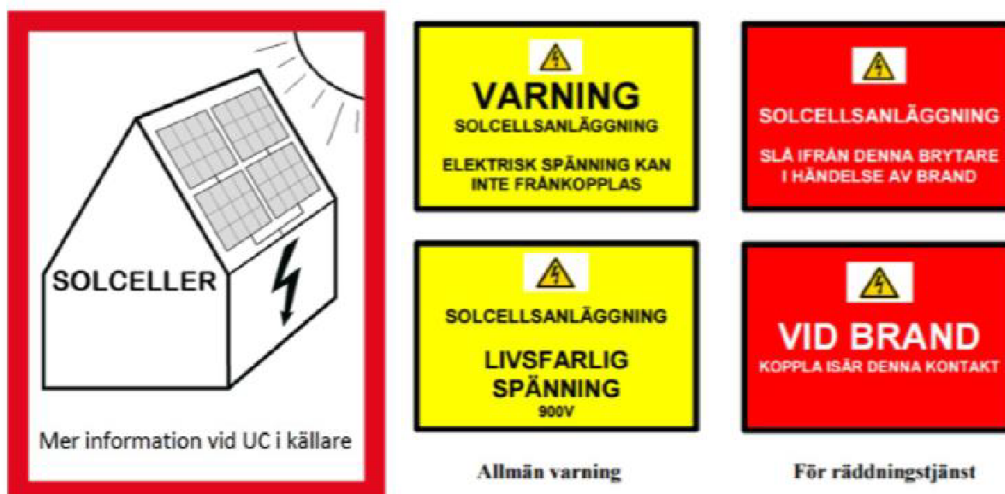 SOLCELLER
Mer information vid UC i källare
VARNING
SOLCELLSANLÄGGNING
ELEKTRISK SPÄNNING KAN
INTE FRÅNKOPPLAS
SOLCELLSANLÄGGNING
SLÅ IFRÅN DENNA BRYTARE
I HÄNDELSE AV BRAND
SOLCELLSANLÄGGNING
LIVSFARLIG
SPÄNNING
900V
VID BRAND
KOPPLA ISÄR DENNA KONTAKT
Allmän varning
För räddningstjänst